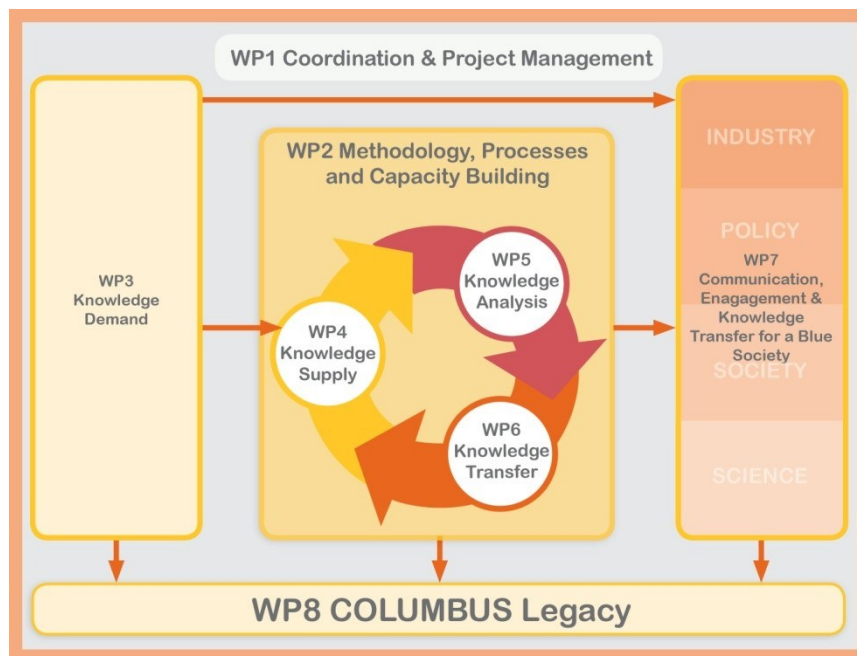 WP1 Coordination & Project Management
WP3
Knowledge
Demand
WP2 Methodology, Processes
and Capacity Building
WP4
Knowledge
Supply
WP5
Knowledge
Analysis
WP6
Knowledge
Transfer
INDUSTRY
POLICY
WP7
Communication,
Enagagement &
Knowledge
Transfer for a Blue
Society
SOCIETY
SCIENCE
WP8 COLUMBUS Legacy